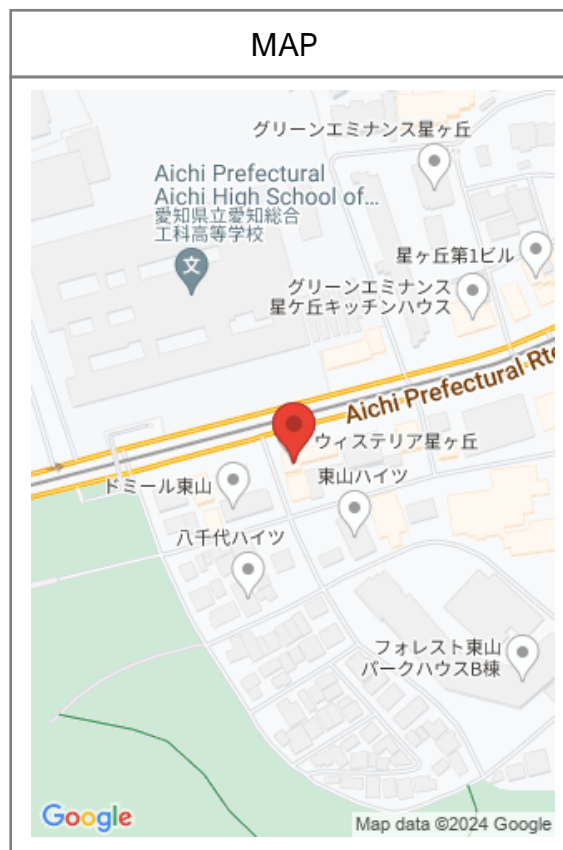 MAP
グリーンエミナンス星ヶ丘
Aichi Prefectural
Aichi High School of...
愛知県立愛知総合
工科高等学校
文
星ヶ丘第1ビル
グリーンエミナンス
星ケ丘キッチンハウス
Aichi Prefectural Rte
ウィステリア星ヶ丘
ドミール東山
東山ハイツ
八千代ハイツ
フォレスト東山
パークハウスB棟
Google
Map data ©2024 Google